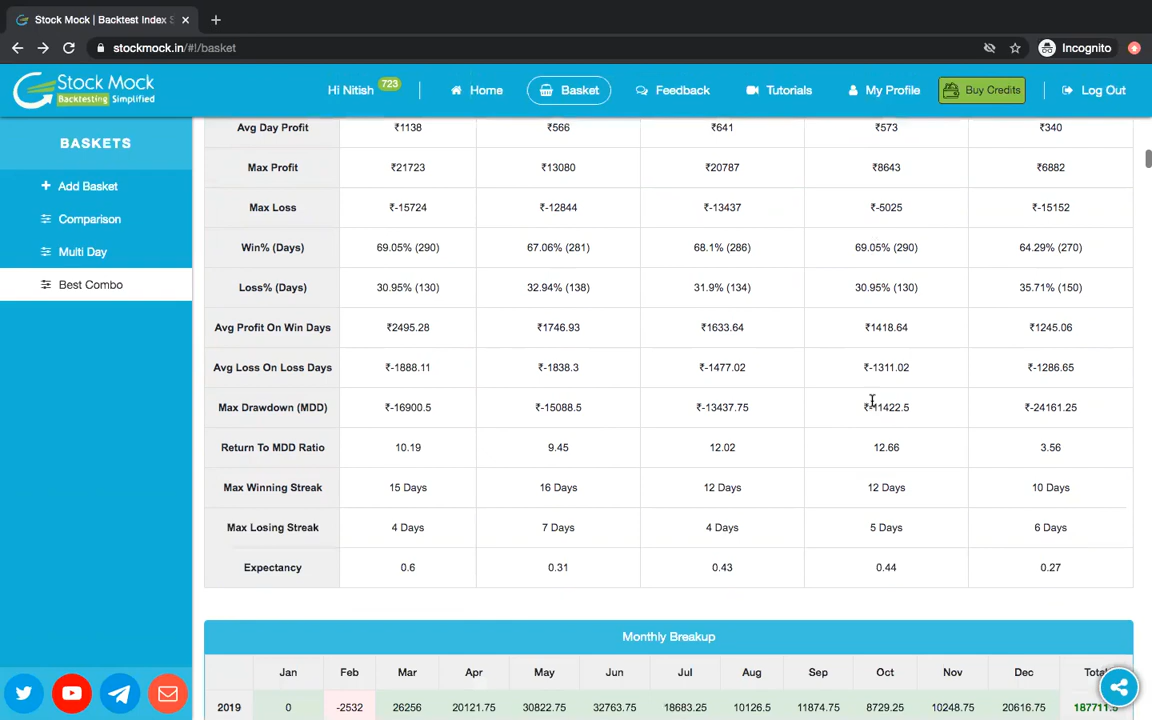 Stock Mock | Backtest Index S
stockmock.in/#!/basket
Incognito
Stock Mock
Backtesting Simplified
Hi Nitish 723
Home
Basket
Feedback
Tutorials
My Profile
Buy Credits
Log Out
BASKETS
Add Basket
Comparison
Multi Day
Best Combo
Avg Day Profit ₹1138 ₹566 ₹641 ₹573 ₹340
Max Profit ₹21723 ₹13080 ₹20787 ₹8643 ₹6882
Max Loss ₹-15724 ₹-12844 ₹-13437 ₹-5025 ₹-15152
Win% (Days) 69.05% (290) 67.06% (281) 68.1% (286) 69.05% (290) 64.29% (270)
Loss% (Days) 30.95% (130) 32.94% (138) 31.9% (134) 30.95% (130) 35.71% (150)
Avg Profit On Win Days ₹2495.28 ₹1746.93 ₹1633.64 ₹1418.64 ₹1245.06
Avg Loss On Loss Days ₹-1888.11 ₹-1838.3 ₹-1477.02 ₹-1311.02 ₹-1286.65
Max Drawdown (MDD) ₹-16900.5 ₹-15088.5 ₹-13437.75 ₹-11422.5 ₹-24161.25
Return To MDD Ratio 10.19 9.45 12.02 12.66 3.56
Max Winning Streak 15 Days 16 Days 12 Days 12 Days 10 Days
Max Losing Streak 4 Days 7 Days 4 Days 5 Days 6 Days
Expectancy 0.6 0.31 0.43 0.44 0.27
Monthly Breakup
Jan Feb Mar Apr May Jun Jul Aug Sep Oct Nov Dec Total
2019 0 -2532 26256 20121.75 30822.75 32763.75 18683.25 10126.5 11874.75 8729.25 10248.75 20616.75